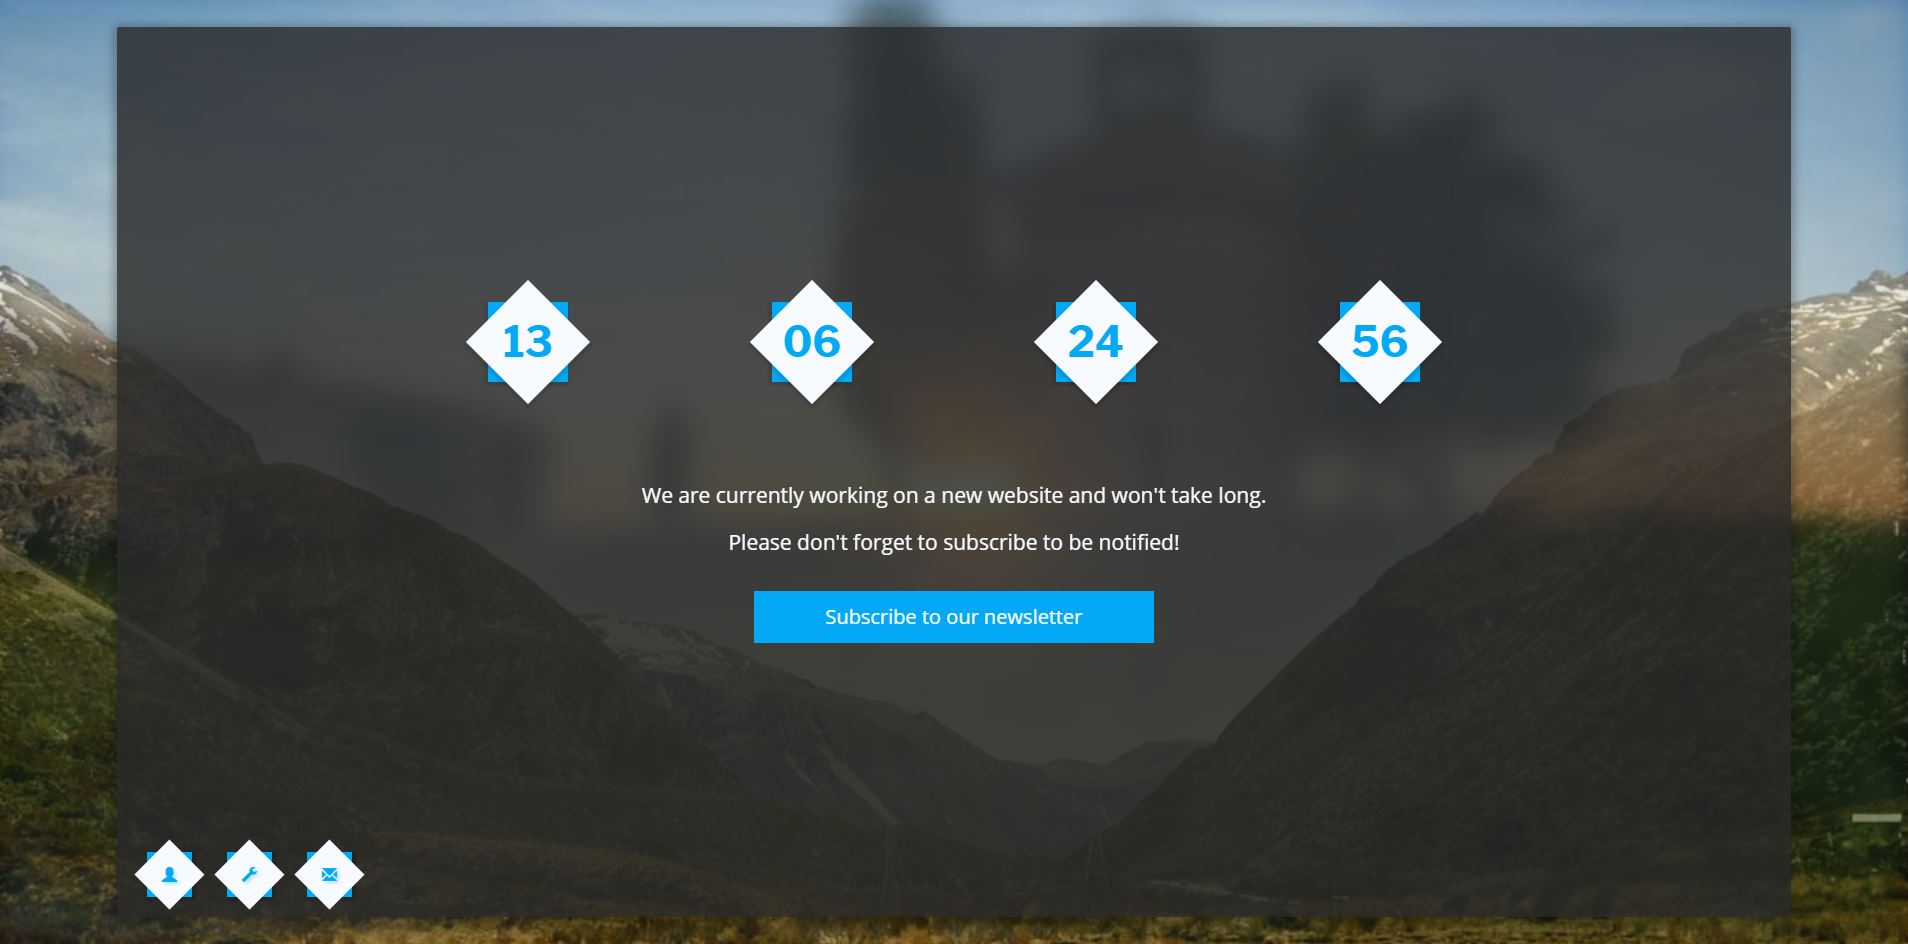 13 06 24 56
We are currently working on a new website and won't take long.
Please don't forget to subscribe to be notified!
Subscribe to our newsletter